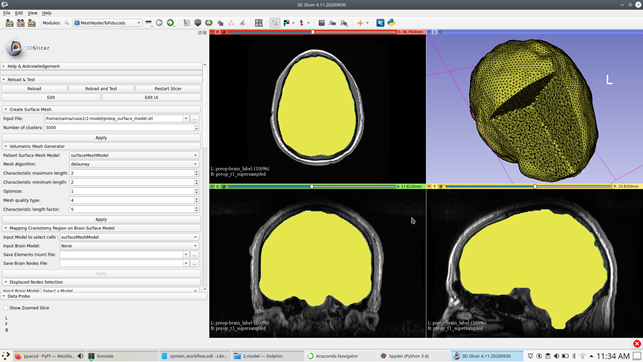 3D Slicer 4.11.20200930
File Edit View Help
Modules: MeshNodesToFiducials
3DSlicer
Help & Acknowledgement
Reload & Test
Reload Reload and Test Restart Slicer
Edit Edit UI
Create Surface Mesh
Input File: /home/saima/case2/2.model/preop_surface_model.stl
Number of clusters: 5000
Apply
Volumetric Mesh Generator
Patient Surface Mesh Model: surfaceMeshModel
Mesh Algorithm: delaunay
Characteristic maximum length: 2
Characteristic minimum length: 2
Optimize: 1
Mesh quality type: 4
Characteristic length factor: 5
Apply
Mapping Craniotomy Region on Brain Surface Model
Input Model to select cells : surfaceMeshModel
Input Brain Model: None
Save Elements (num) File:
Save Brain Nodes File:
Apply
Displaced Nodes Selection
Data Probe
Show Zoomed Slice
L
F
B
L: preop-brain_label (100%)
B: preop_t1_supersampled
L
L: preop-brain_label (100%)
B: preop_t1_supersampled
L: preop-brain_label (100%)
B: preop_t1_supersampled
pyacvd · PyPI — Mozilla... Konsole system_workflow.odt - Libr... 2.model — Dolphin Anaconda Navigator Spyder (Python 3.8) 3D Slicer 4.11.20200930 11:34 AM